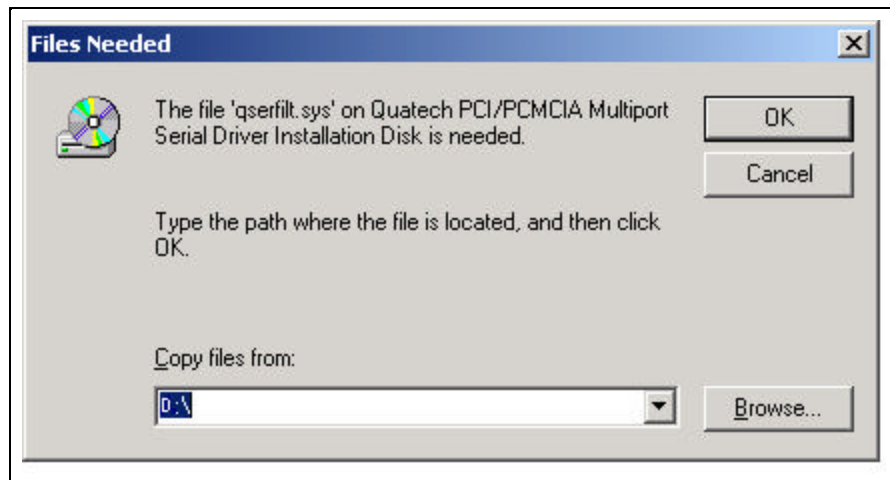 Files Needed
The file 'qserfilt.sys' on Quatech PCI/PCMCIA Multiport
Serial Driver Installation Disk is needed.
OK
Cancel
Type the path where the file is located, and then click
OK.
Copy files from:
D:\
Browse...